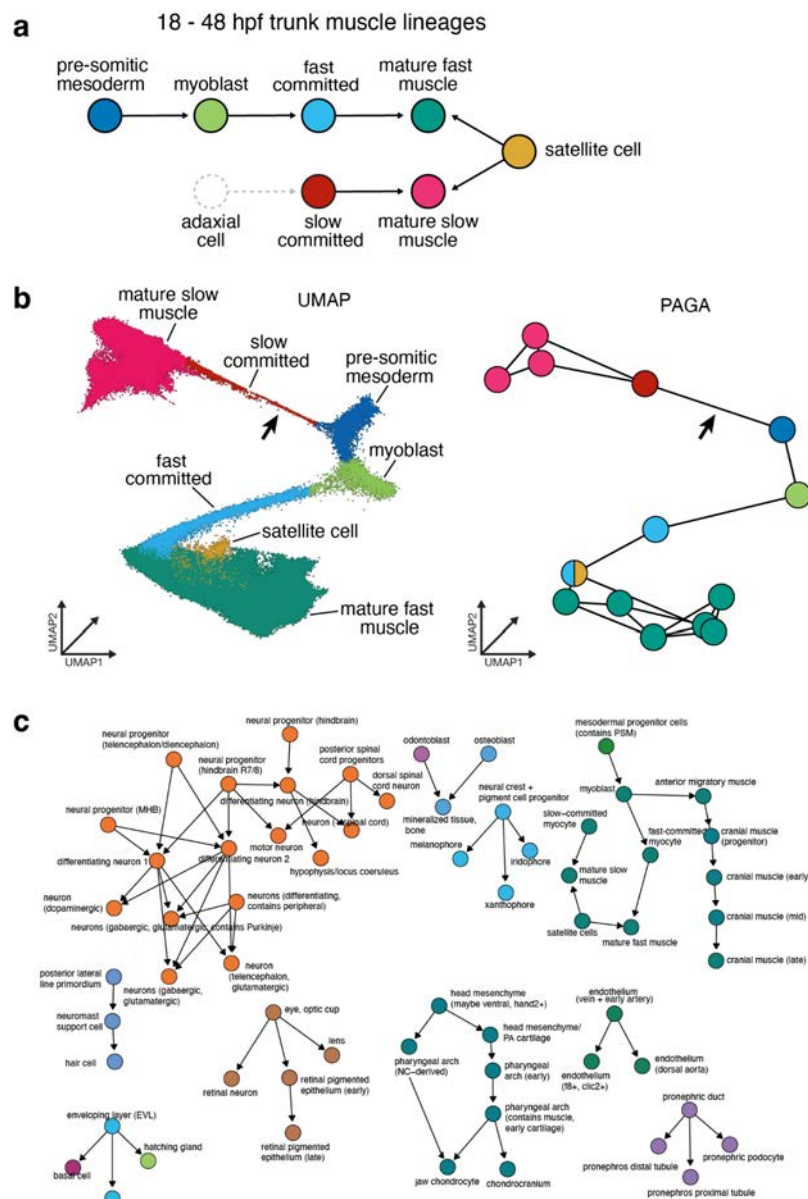 a
18 - 48 hpf trunk muscle lineages
pre-somitic
mesoderm
myoblast
fast
committed
mature fast
muscle
satellite cell
adaxial
cell
slow
committed
mature slow
muscle
b
UMAP
PAGA
mature slow
muscle
slow
committed
pre-somitic
mesoderm
myoblast
fast
committed
satellite cell
mature fast
muscle
UMAP2
UMAP1
UMAP2
UMAP1
c
neural progenitor (hindbrain)
neural progenitor
(telencephalon/diencephalon)
neural progenitor
(hindbrain R7/8)
posterior spinal
cord progenitors
differentiating neuron (hindbrain)
dorsal spinal
cord neuron
neural progenitor (MHB)
motor neuron
differentiating neuron 1
differentiating neuron 2
hypophysis/locus coeruleus
neuron
(dopaminergic)
neurons (differentiating,
contains peripheral)
neurons (gabaergic, glutamatergic, contains Purkinje)
neurons (gabaergic,
glutamatergic)
neuron
(telencephalon,
glutamatergic)
odontoblast
osteoblast
mineralized tissue,
bone
neural crest +
pigment cell progenitor
melanophore
iridophore
xanthophore
mesodermal progenitor cells
(contains PSM)
myoblast
anterior migratory muscle
slow-committed
myocyte
fast-committed
myocyte
cranial muscle
(progenitor)
mature slow
muscle
cranial muscle (early)
satellite cells
mature fast muscle
cranial muscle (mid)
cranial muscle (late)
posterior lateral
line primordium
neuromast
support cell
hair cell
eye, optic cup
lens
retinal neuron
retinal pigmented
epithelium (early)
retinal pigmented
epithelium (late)
head mesenchyme
(maybe ventral, hand2+)
head mesenchyme/
PA cartilage
pharyngeal arch
(NC-derived)
pharyngeal
arch (early)
pharyngeal arch
(contains muscle,
early cartilage)
jaw chondrocyte
chondrocranium
endothelium
(vein + early artery)
endothelium
(f8+, clic2+)
endothelium
(dorsal aorta)
enveloping layer (EVL)
basal cell
hatching gland
pronephric duct
pronephros distal tubule
pronephric podocyte
pronephros proximal tubule